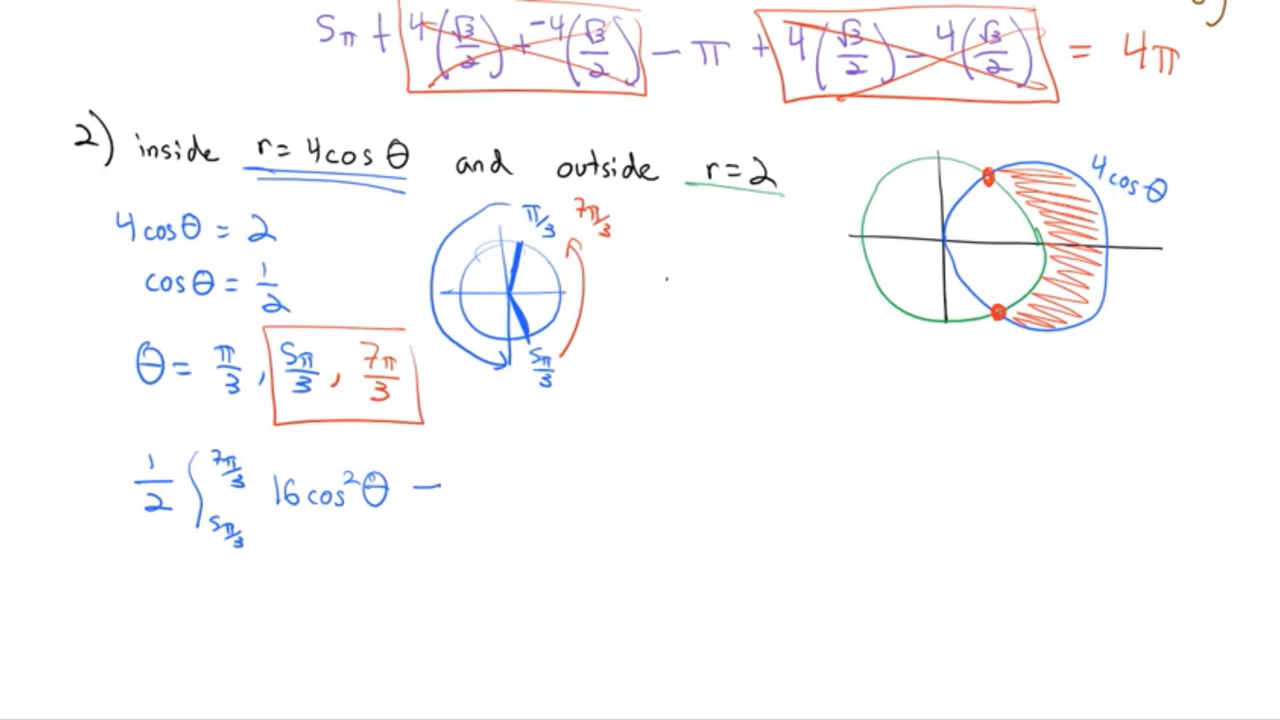 5π + 4(√3/2) + -4(√3/2) - π + 4(√3/2) - 4(√3/2) = 4π
2) inside r = 4cos θ and outside r = 2
4cos θ
4cosθ = 2
π/3 7π/3
cosθ = 1/2
θ = π/3, 5π/3, 7π/3
5π/3
1/2 ∫ 5π/3 7π/3 16cos²θ -